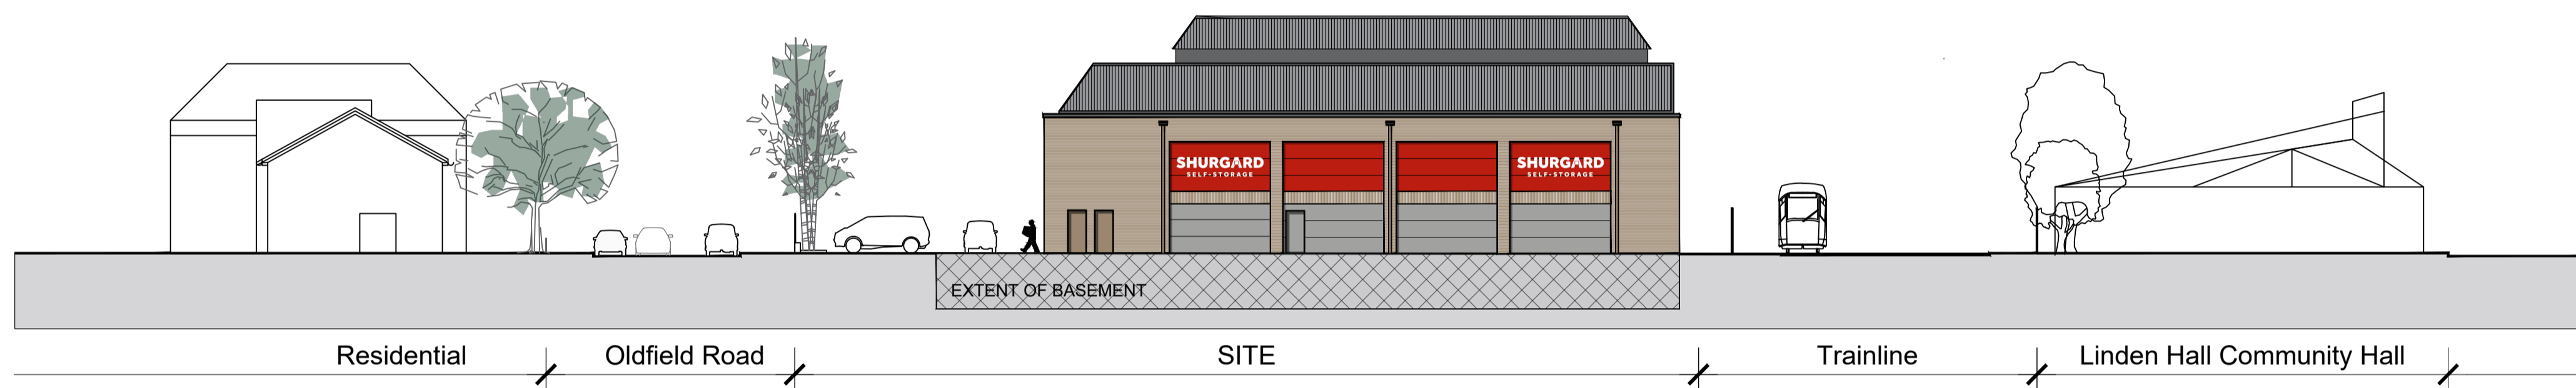 SHURGARD
SELF-STORAGE
SHURGARD
SELF-STORAGE
EXTENT OF BASEMENT
Residential
Oldfield Road
SITE
Trainline
Linden Hall Community Hall